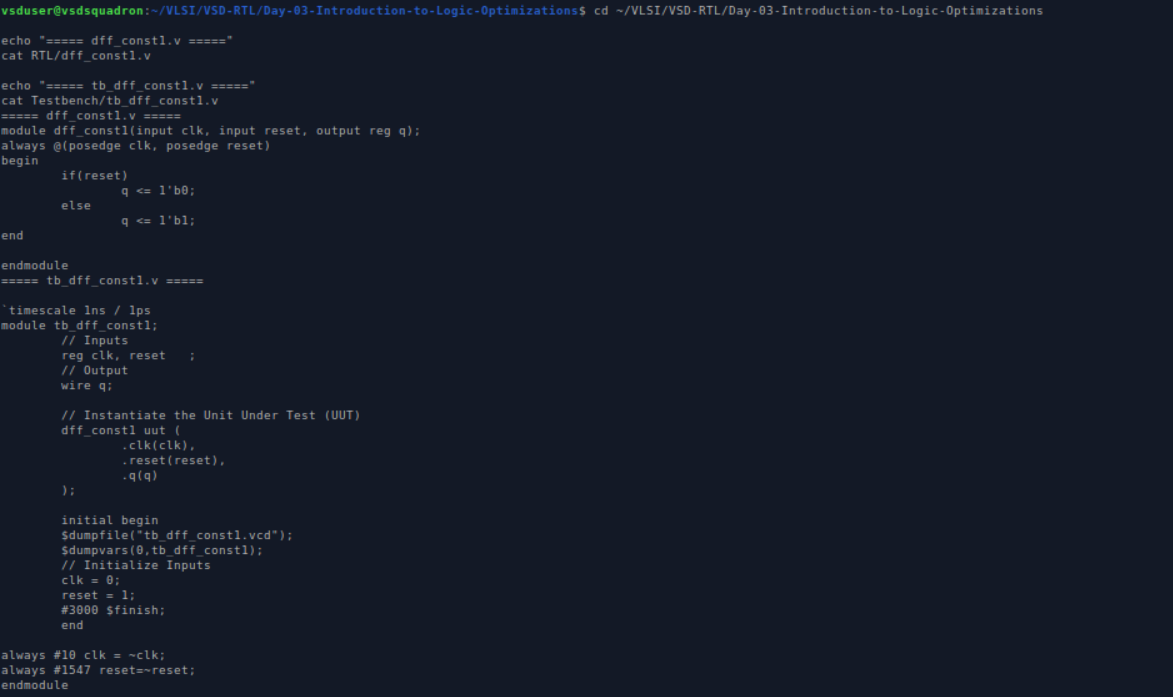 vsduser@vsdsquadron:~/VLSI/VSD-RTL/Day-03-Introduction-to-Logic-Optimizations$ cd ~/VLSI/VSD-RTL/Day-03-Introduction-to-Logic-Optimizations

echo "===== dff_const1.v ====="
cat RTL/dff_const1.v

echo "===== tb_dff_const1.v ====="
cat Testbench/tb_dff_const1.v
===== dff_const1.v =====
module dff_const1(input clk, input reset, output reg q);
always @(posedge clk, posedge reset)
begin
        if(reset)
                q <= 1'b0;
        else
                q <= 1'b1;
end

endmodule
===== tb_dff_const1.v =====

`timescale 1ns / 1ps
module tb_dff_const1;
        // Inputs
        reg clk, reset   ;
        // Output
        wire q;

        // Instantiate the Unit Under Test (UUT)
        dff_const1 uut (
                .clk(clk),
                .reset(reset),
                .q(q)
        );

        initial begin
        $dumpfile("tb_dff_const1.vcd");
        $dumpvars(0,tb_dff_const1);
        // Initialize Inputs
        clk = 0;
        reset = 1;
        #3000 $finish;
        end

always #10 clk = ~clk;
always #1547 reset=~reset;
endmodule